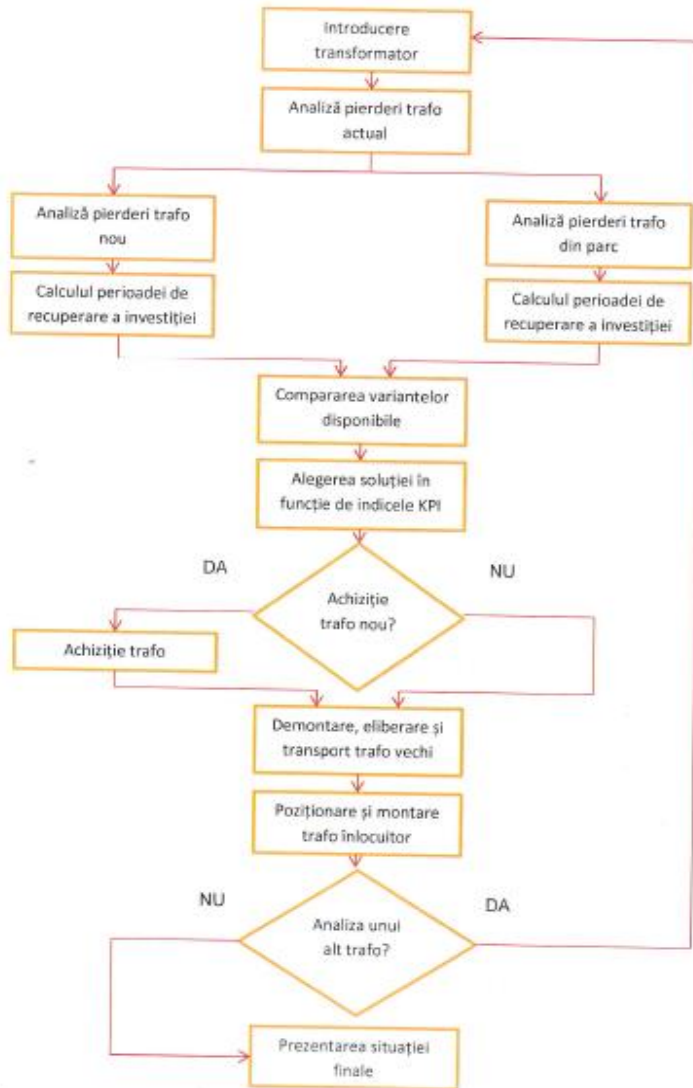 Introducere
transformator
Analiză pierderi trafo
actual
Analiză pierderi trafo
nou
Analiză pierderi trafo
din parc
Calculul perioadei de
recuperare a investiției
Calculul perioadei de
recuperare a investiției
Compararea variantelor
disponibile
Alegerea soluției în
funcție de indicele KPI
DA
NU
Achiziție
trafo nou?
Achiziție trafo
Demontare, eliberare și
transport trafo vechi
Poziționare și montare
trafo înlocuitor
NU
DA
Analiza unui
alt trafo?
Prezentarea situației
finale